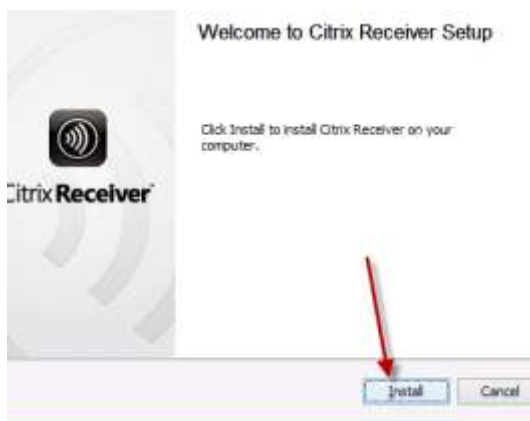 Welcome to Citrix Receiver Setup
Click Install to install Citrix Receiver on your
computer.
Citrix Receiver
Install
Cancel